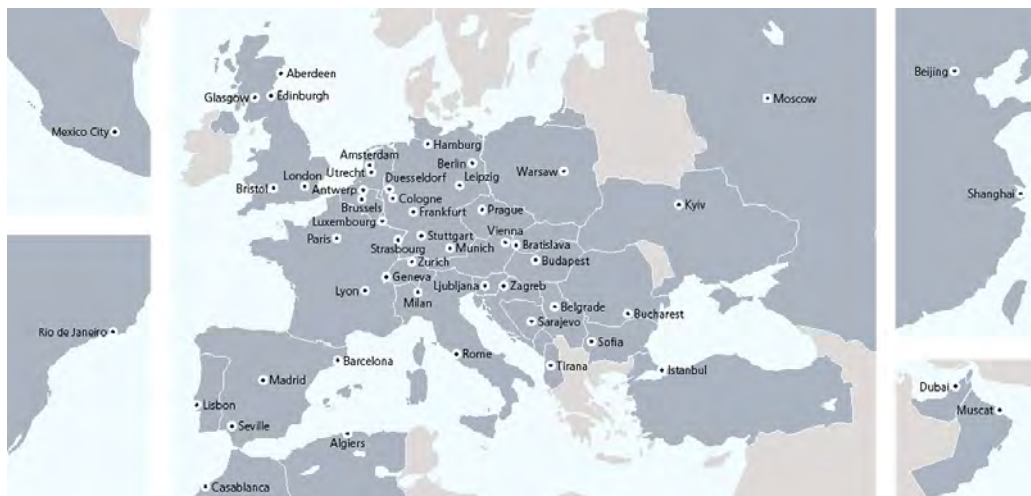 Aberdeen
Glasgow
Edinburgh
Beijing
Moscow
Mexico City
Hamburg
Amsterdam
Berlin
Utrecht
Duesseldorf
Leipzig
Warsaw
London
Bristol
Antwerp
Cologne
Shanghai
Brussels
Kyiv
Luxembourg
Frankfurt
Prague
Paris
Stuttgart
Vienna
Strasbourg
Munich
Bratislava
Zurich
Budapest
Geneva
Ljubljana
Zagreb
Lyon
Milan
Belgrade
Sarajevo
Bucharest
Rio de Janeiro
Sofia
Rome
Barcelona
Tirana
Istanbul
Madrid
Dubai
Lisbon
Muscat
Seville
Algiers
Casablanca